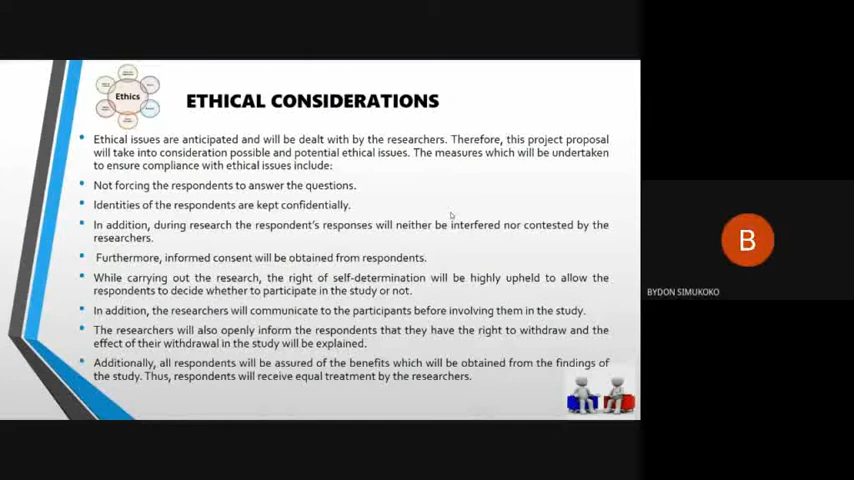 Ethics
ETHICAL CONSIDERATIONS
• Ethical issues are anticipated and will be dealt with by the researchers. Therefore, this project proposal
will take into consideration possible and potential ethical issues. The measures which will be undertaken
to ensure compliance with ethical issues include:
• Not forcing the respondents to answer the questions.
• Identities of the respondents are kept confidentially.
• In addition, during research the respondent's responses will neither be interfered nor contested by the
researchers.
• Furthermore, informed consent will be obtained from respondents.
• While carrying out the research, the right of self-determination will be highly upheld to allow the
respondents to decide whether to participate in the study or not.
• In addition, the researchers will communicate to the participants before involving them in the study.
• The researchers will also openly inform the respondents that they have the right to withdraw and the
effect of their withdrawal in the study will be explained.
• Additionally, all respondents will be assured of the benefits which will be obtained from the findings of
the study. Thus, respondents will receive equal treatment by the researchers.
B
BYDON SIMUKOKO